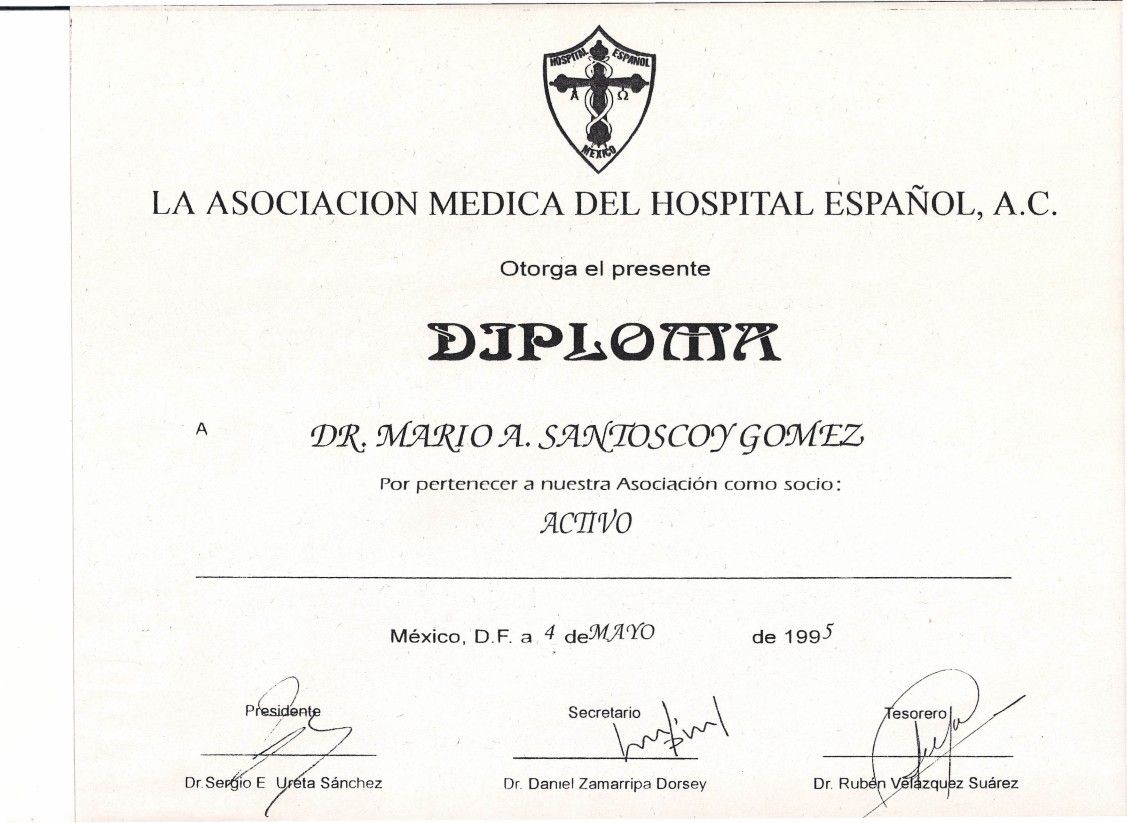 HOSPITAL ESPAÑOL
A Ω
MEXICO
LA ASOCIACION MEDICA DEL HOSPITAL ESPAÑOL, A.C.
Otorga el presente
DIPLOMA
A DR. MARIO A. SANTOSCOY GOMEZ
Por pertenecer a nuestra Asociación como socio:
ACTIVO
México, D.F. a 4 de MAYO de 1995
Presidente Secretario Tesorero
Dr. Sergio E Ureta Sánchez Dr. Daniel Zamarripa Dorsey Dr. Rubén Velázquez Suárez